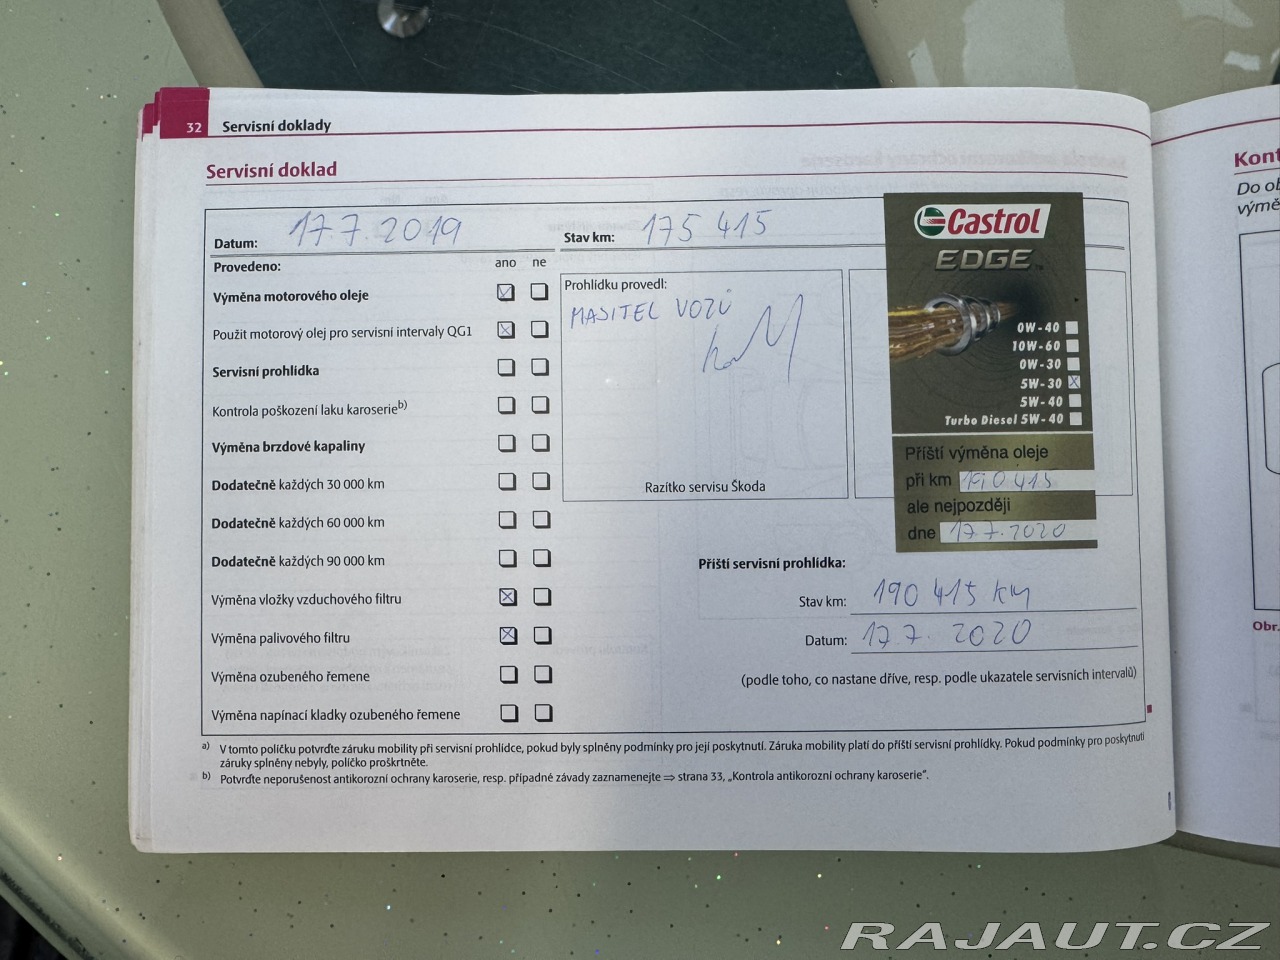 32 Servisní doklady
Servisní doklad
Datum: 17.7.2019
Stav km: 175 415
Provedeno: ano ne
Výměna motorového oleje
Použit motorový olej pro servisní intervaly QG1
Servisní prohlídka
Kontrola poškození laku karoserie b)
Výměna brzdové kapaliny
Dodatečně každých 30 000 km
Dodatečně každých 60 000 km
Dodatečně každých 90 000 km
Výměna vložky vzduchového filtru
Výměna palivového filtru
Výměna ozubeného řemene
Výměna napínací kladky ozubeného řemene
Prohlídku provedl:
MAJITEL VOZŮ
Razítko servisu Škoda
Castrol
EDGE
0W-40
10W-60
0W-30
5W-30
5W-40
Turbo Diesel 5W-40
Příští výměna oleje
při km 190 415
ale nejpozději
dne 17.7.2020
Příští servisní prohlídka:
Stav km: 190 415 KM
Datum: 17.7.2020
(podle toho, co nastane dříve, resp. podle ukazatele servisních intervalů)
a) V tomto políčku potvrďte záruku mobility při servisní prohlídce, pokud byly splněny podmínky pro její poskytnutí. Záruka mobility platí do příští servisní prohlídky. Pokud podmínky pro poskytnutí
záruky splněny nebyly, políčko proškrtněte.
b) Potvrďte neporušenost antikorozní ochrany karoserie, resp. případné závady zaznamenejte ⇒ strana 33, „Kontrola antikorozní ochrany karoserie“.
Obr.
RAJAUT.CZ